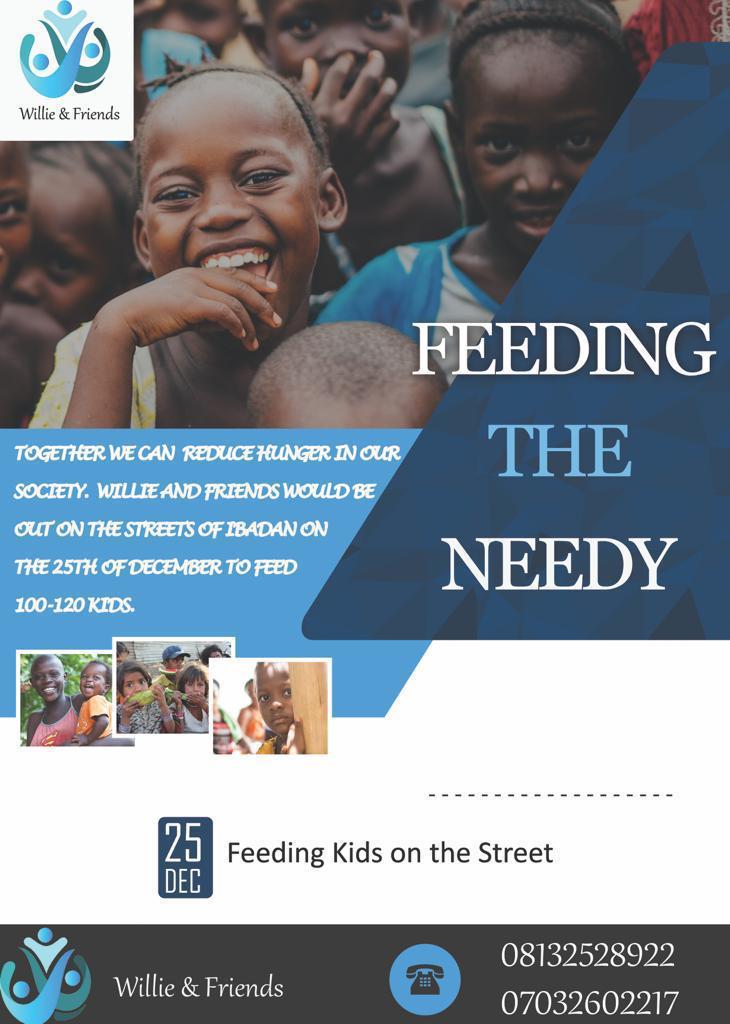 Willie & Friends
FEEDING
THE
NEEDY
TOGETHER WE CAN REDUCE HUNGER IN OUR
SOCIETY. WILLIE AND FRIENDS WOULD BE
OUT ON THE STREETS OF IBADAN ON
THE 25TH OF DECEMBER TO FEED
100-120 KIDS.
25
DEC
Feeding Kids on the Street
Willie & Friends
08132528922
07032602217